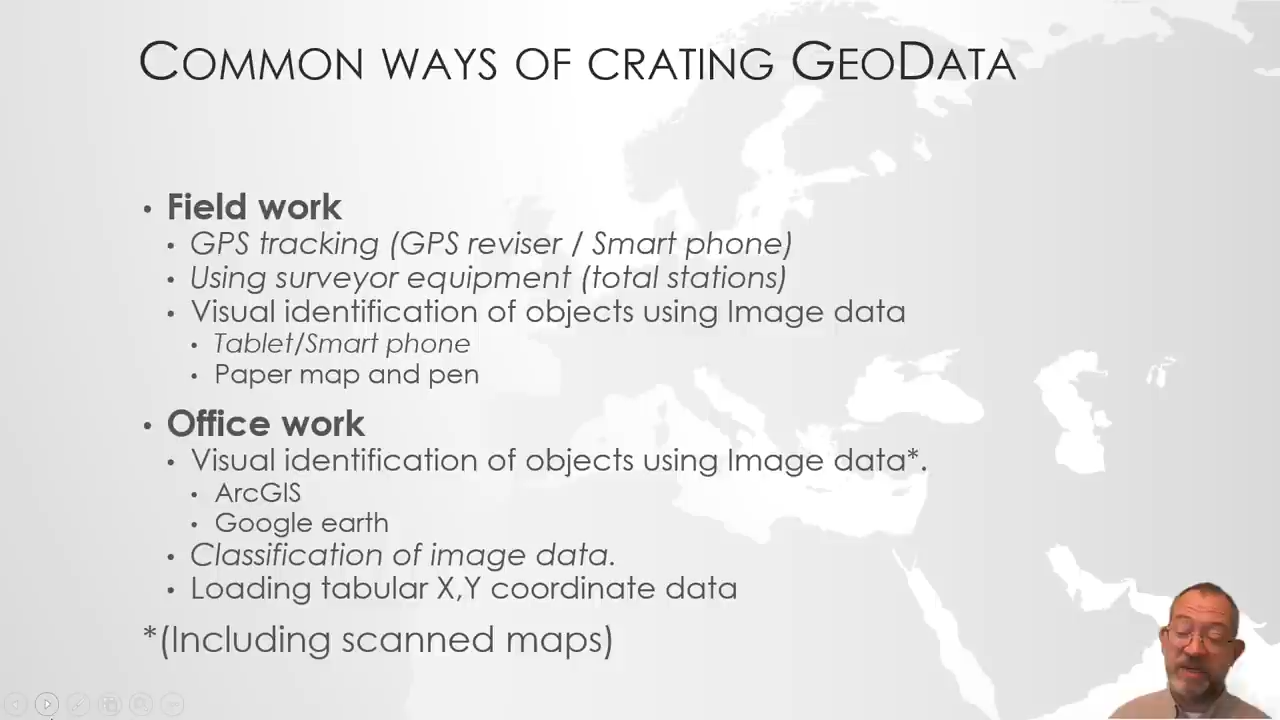 COMMON WAYS OF CRATING GEODATA
• Field work
• GPS tracking (GPS reviser / Smart phone)
• Using surveyor equipment (total stations)
• Visual identification of objects using Image data
• Tablet/Smart phone
• Paper map and pen
• Office work
• Visual identification of objects using Image data*.
• ArcGIS
• Google earth
• Classification of image data.
• Loading tabular X,Y coordinate data
*(Including scanned maps)